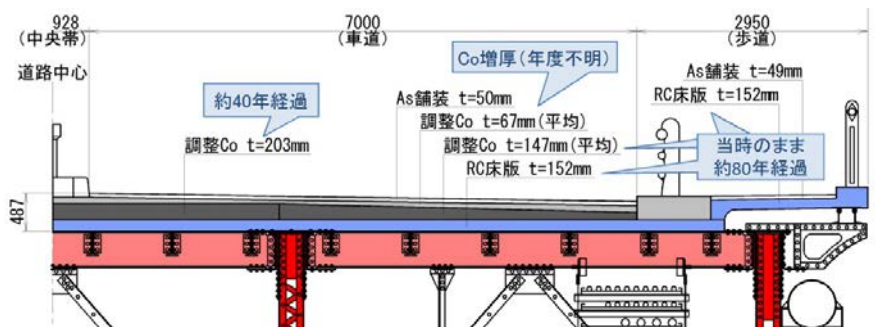 928
(中央帯)
7000
(車道)
2950
(歩道)
道路中心
Co増厚(年度不明)
約40年経過
As舗装 t=49mm
As舗装 t=50mm
RC床版 t=152mm
調整Co t=67mm(平均)
調整Co t=203mm
調整Co t=147mm(平均)
当時のまま
約80年経過
RC床版 t=152mm
487